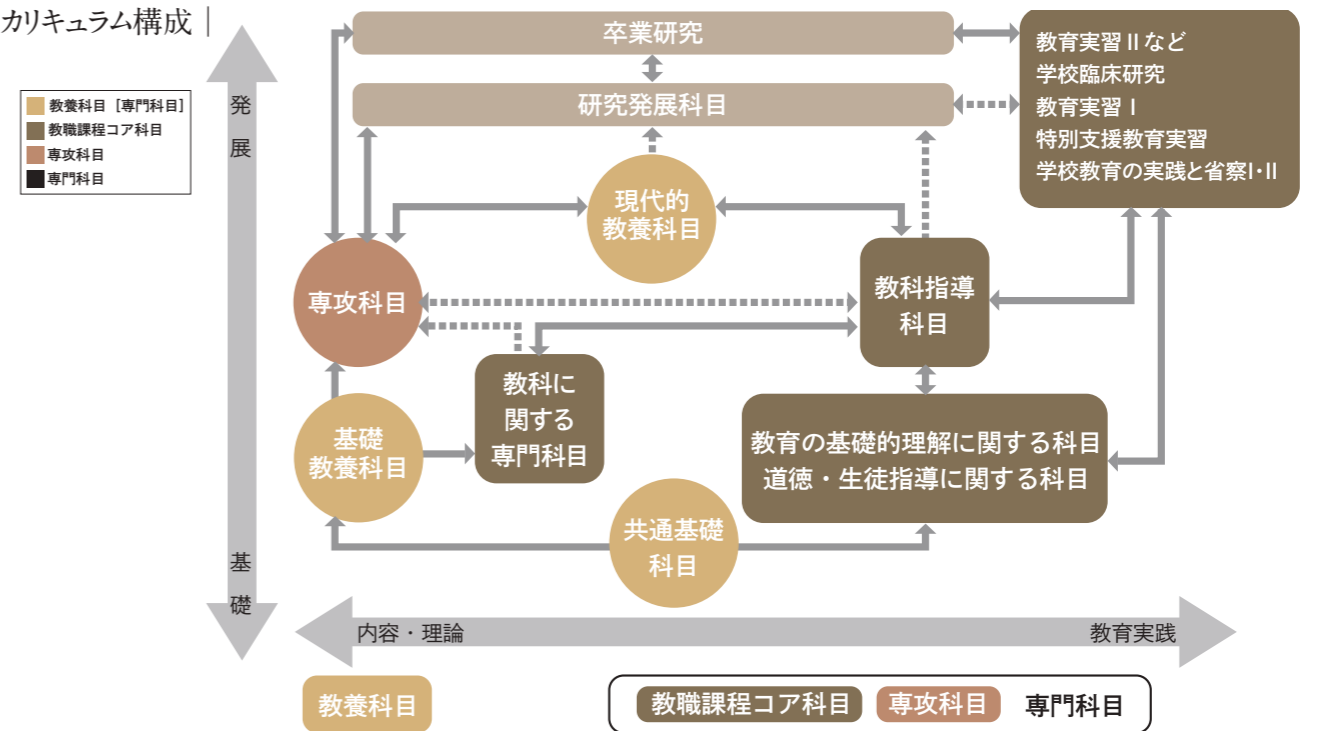 カリキュラム構成
教養科目［専門科目］
教職課程コア科目
専攻科目
専門科目
発展
基礎
卒業研究
研究発展科目
教育実習Ⅱなど
学校臨床研究
教育実習Ⅰ
特別支援教育実習
学校教育の実践と省察Ⅰ・Ⅱ
現代的
教養科目
専攻科目
教科指導
科目
教科に
関する
専門科目
基礎
教養科目
教育の基礎的理解に関する科目
道徳・生徒指導に関する科目
共通基礎
科目
内容・理論
教育実践
教養科目
教職課程コア科目
専攻科目
専門科目